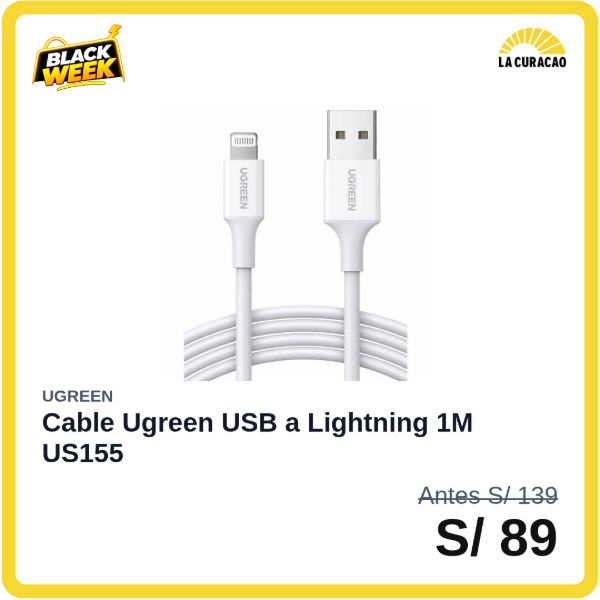 BLACK
WEEK
LA CURACAO
UGREEN
UGREEN
UGREEN
Cable Ugreen USB a Lightning 1M
US155
Antes S/ 139
S/ 89